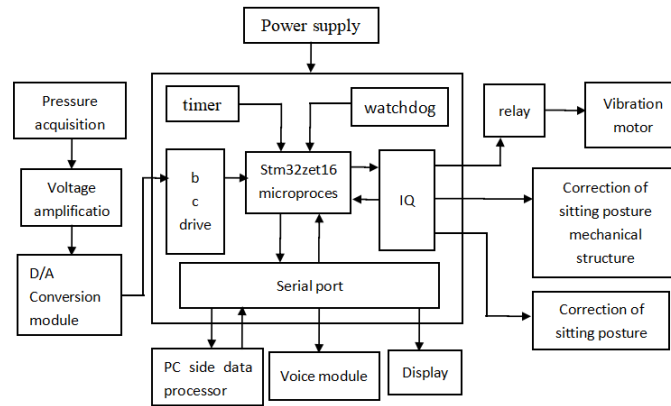 Power supply
Pressure
acquisition
timer
watchdog
relay
Vibration
motor
Voltage
amplificatio
b
c
drive
Stm32zet16
microproces
IQ
Correction of
sitting posture
mechanical
structure
D/A
Conversion
module
Serial port
Correction of
sitting posture
PC side data
processor
Voice module
Display